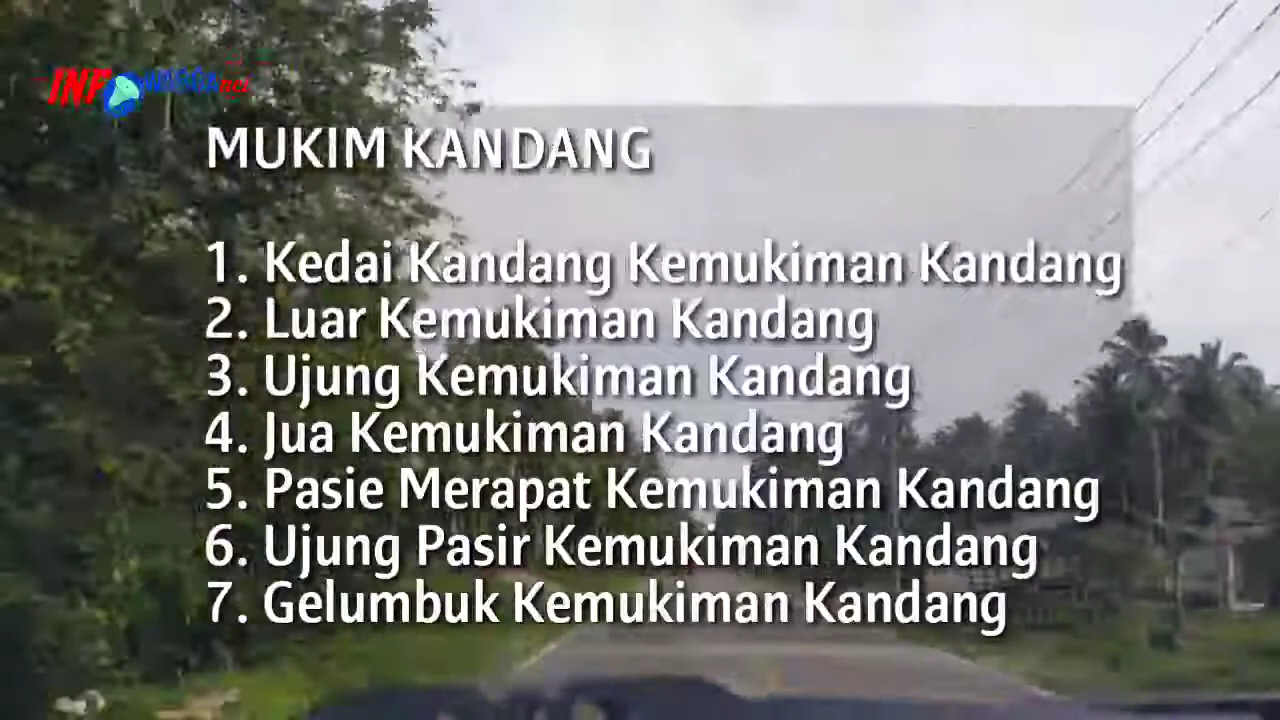 MUKIM KANDANG
1. Kedai Kandang Kemukiman Kandang
2. Luar Kemukiman Kandang
3. Ujung Kemukiman Kandang
4. Jua Kemukiman Kandang
5. Pasie Merapat Kemukiman Kandang
6. Ujung Pasir Kemukiman Kandang
7. Gelumbuk Kemukiman Kandang